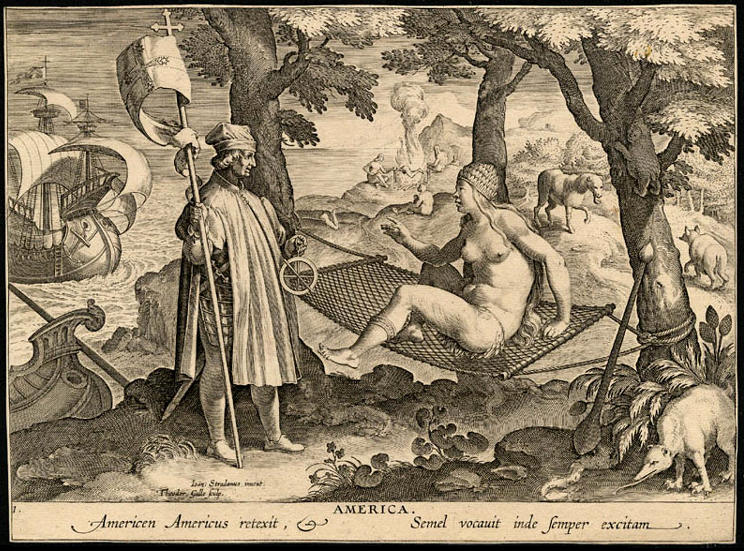 Ioan. Stradanus invent.
Theodor. Galle sculp.
1.
AMERICA.
Americen Americus retexit, & Semel vocauit inde semper excitam.